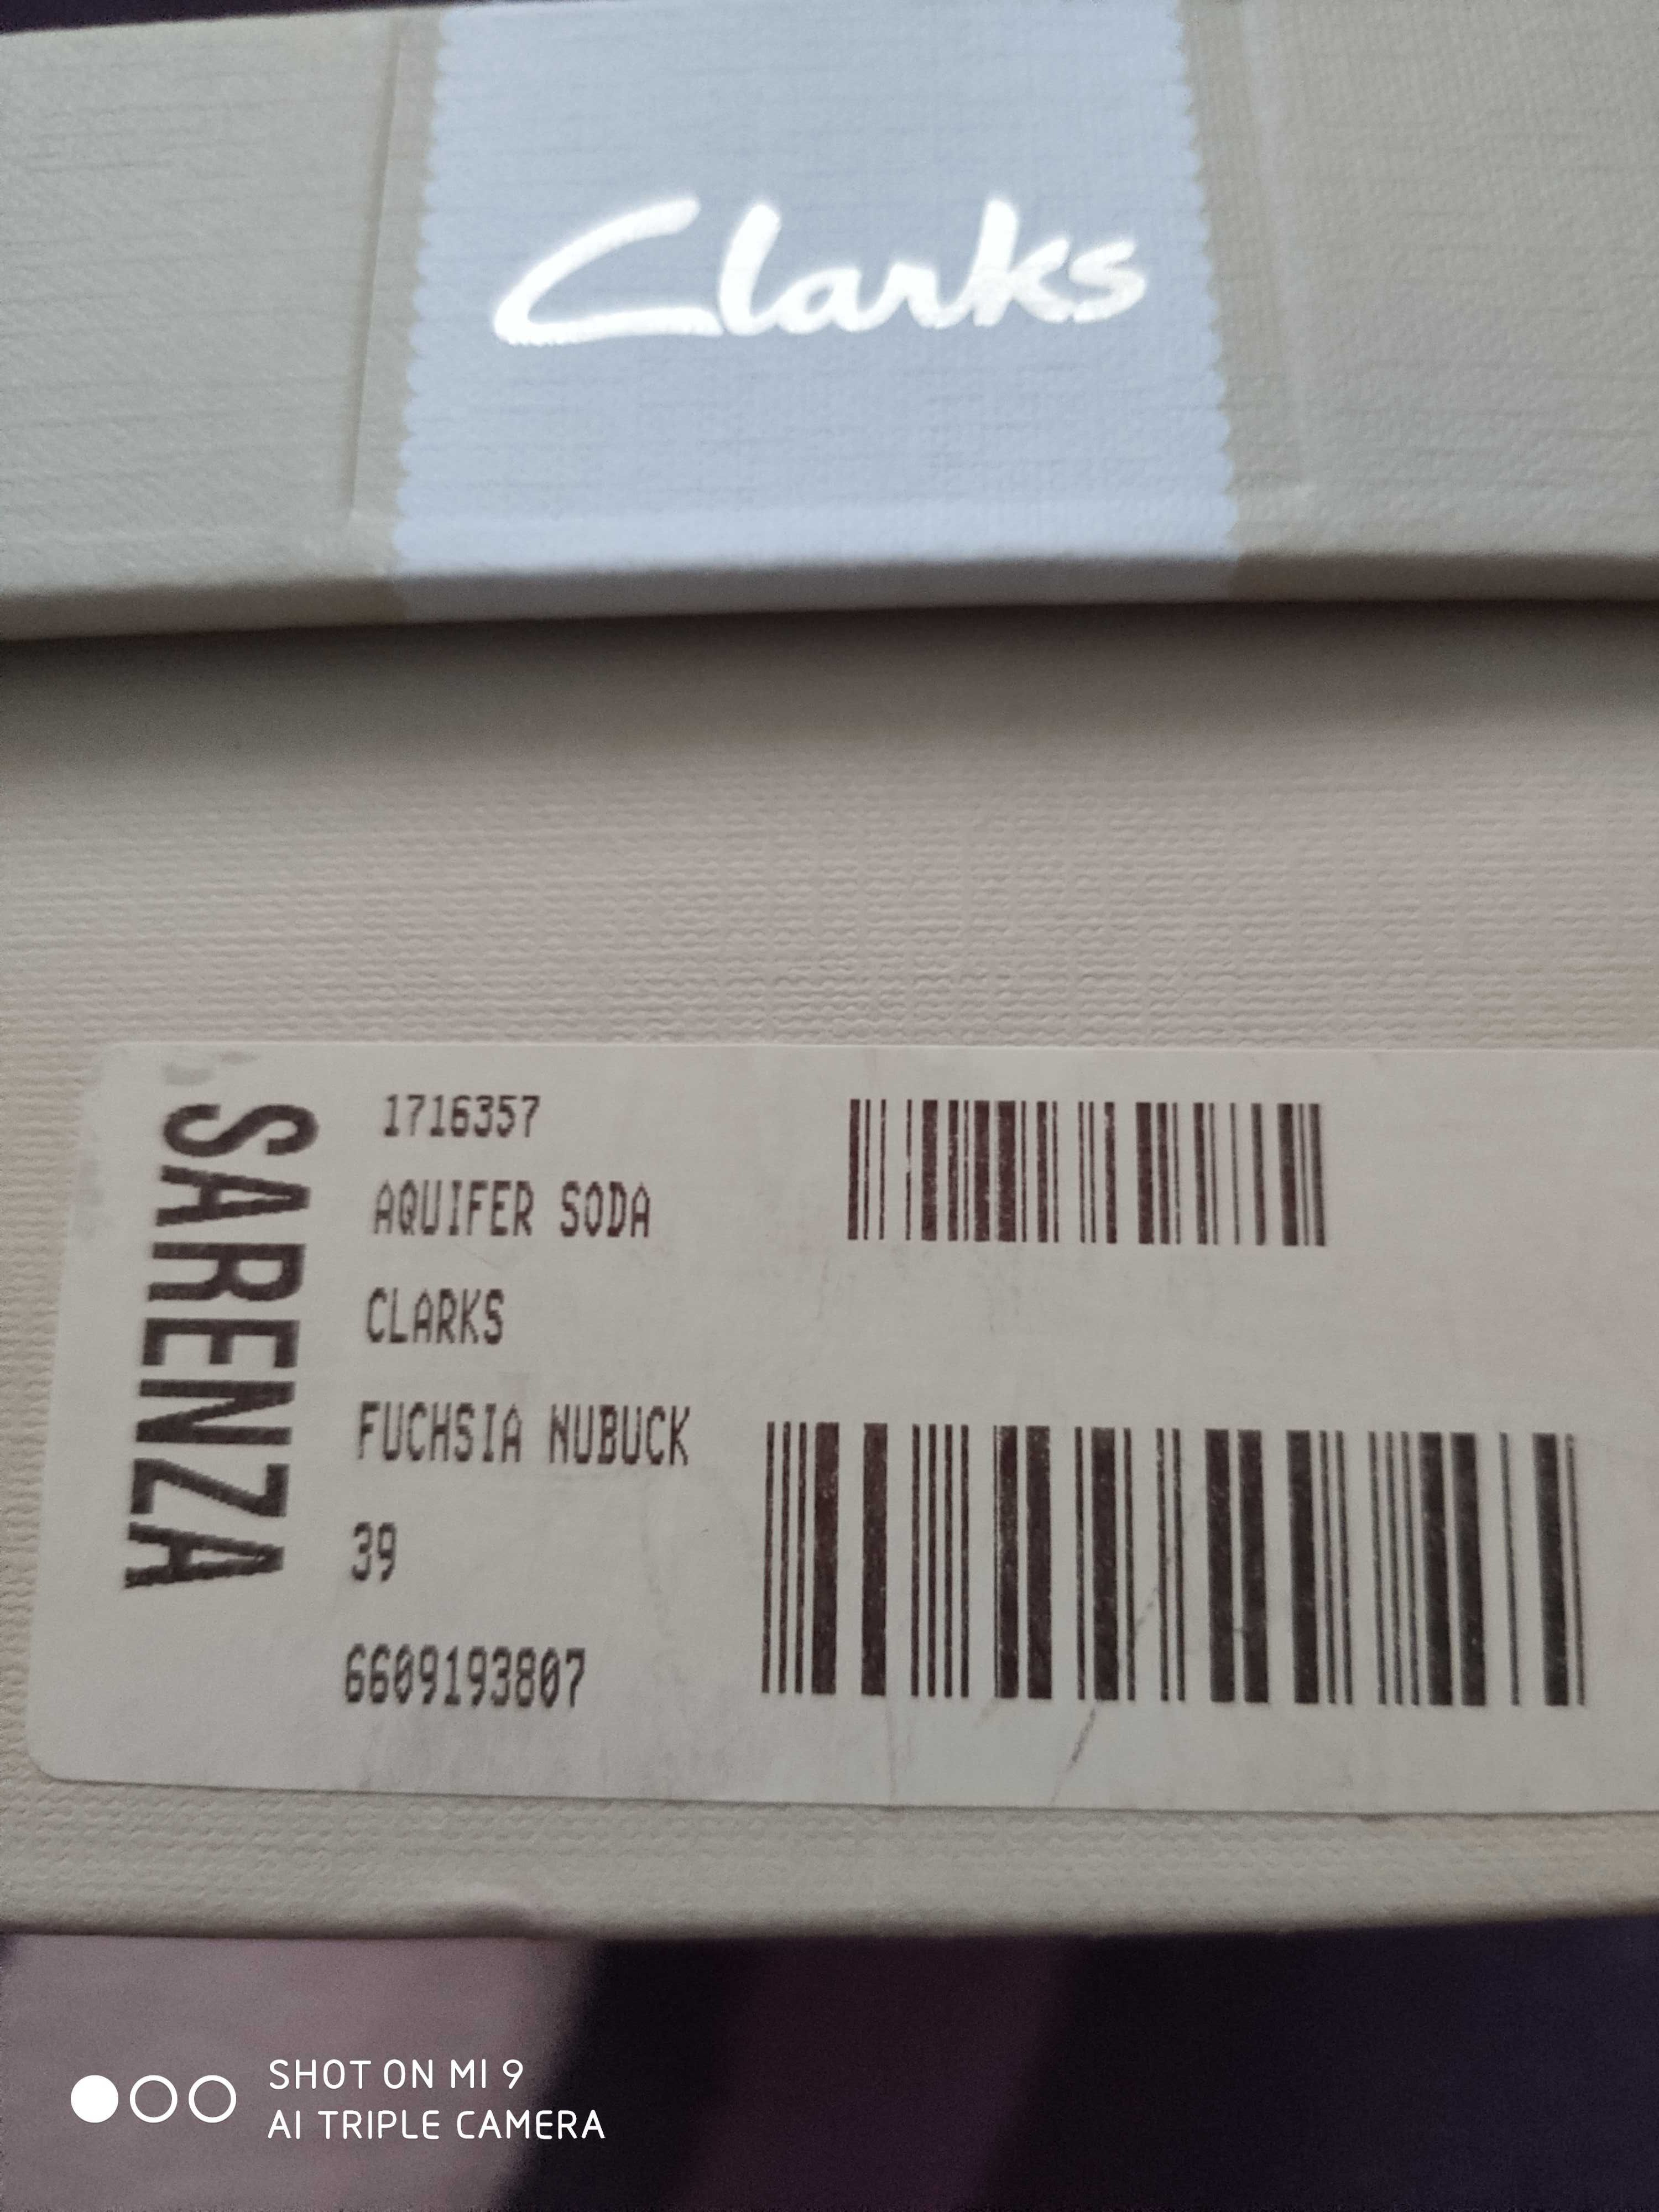 Clarks
SARENZA
1716357
AQUIFER SODA
CLARKS
FUCHSIA NUBUCK
39
6609193807
SHOT ON MI 9
AI TRIPLE CAMERA